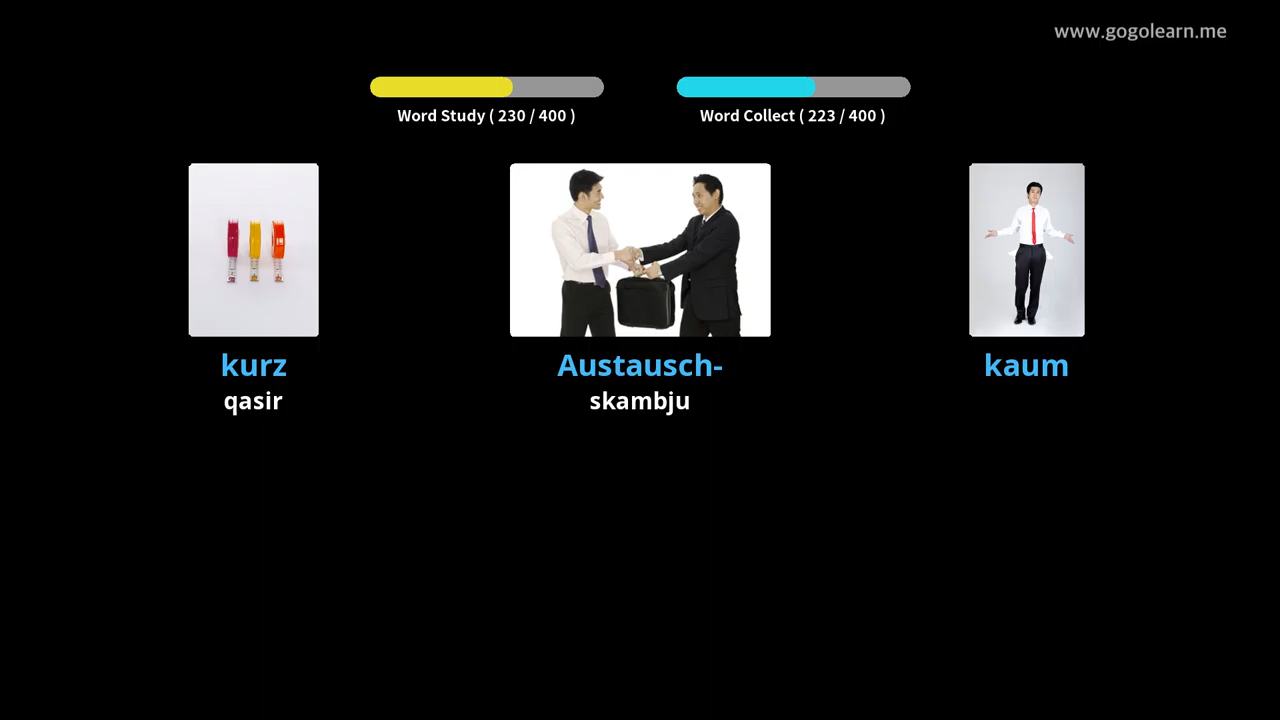 www.gogolearn.me
Word Study ( 230 / 400 )
Word Collect ( 223 / 400 )
kurz
Austausch-
kaum
qasir
skambju